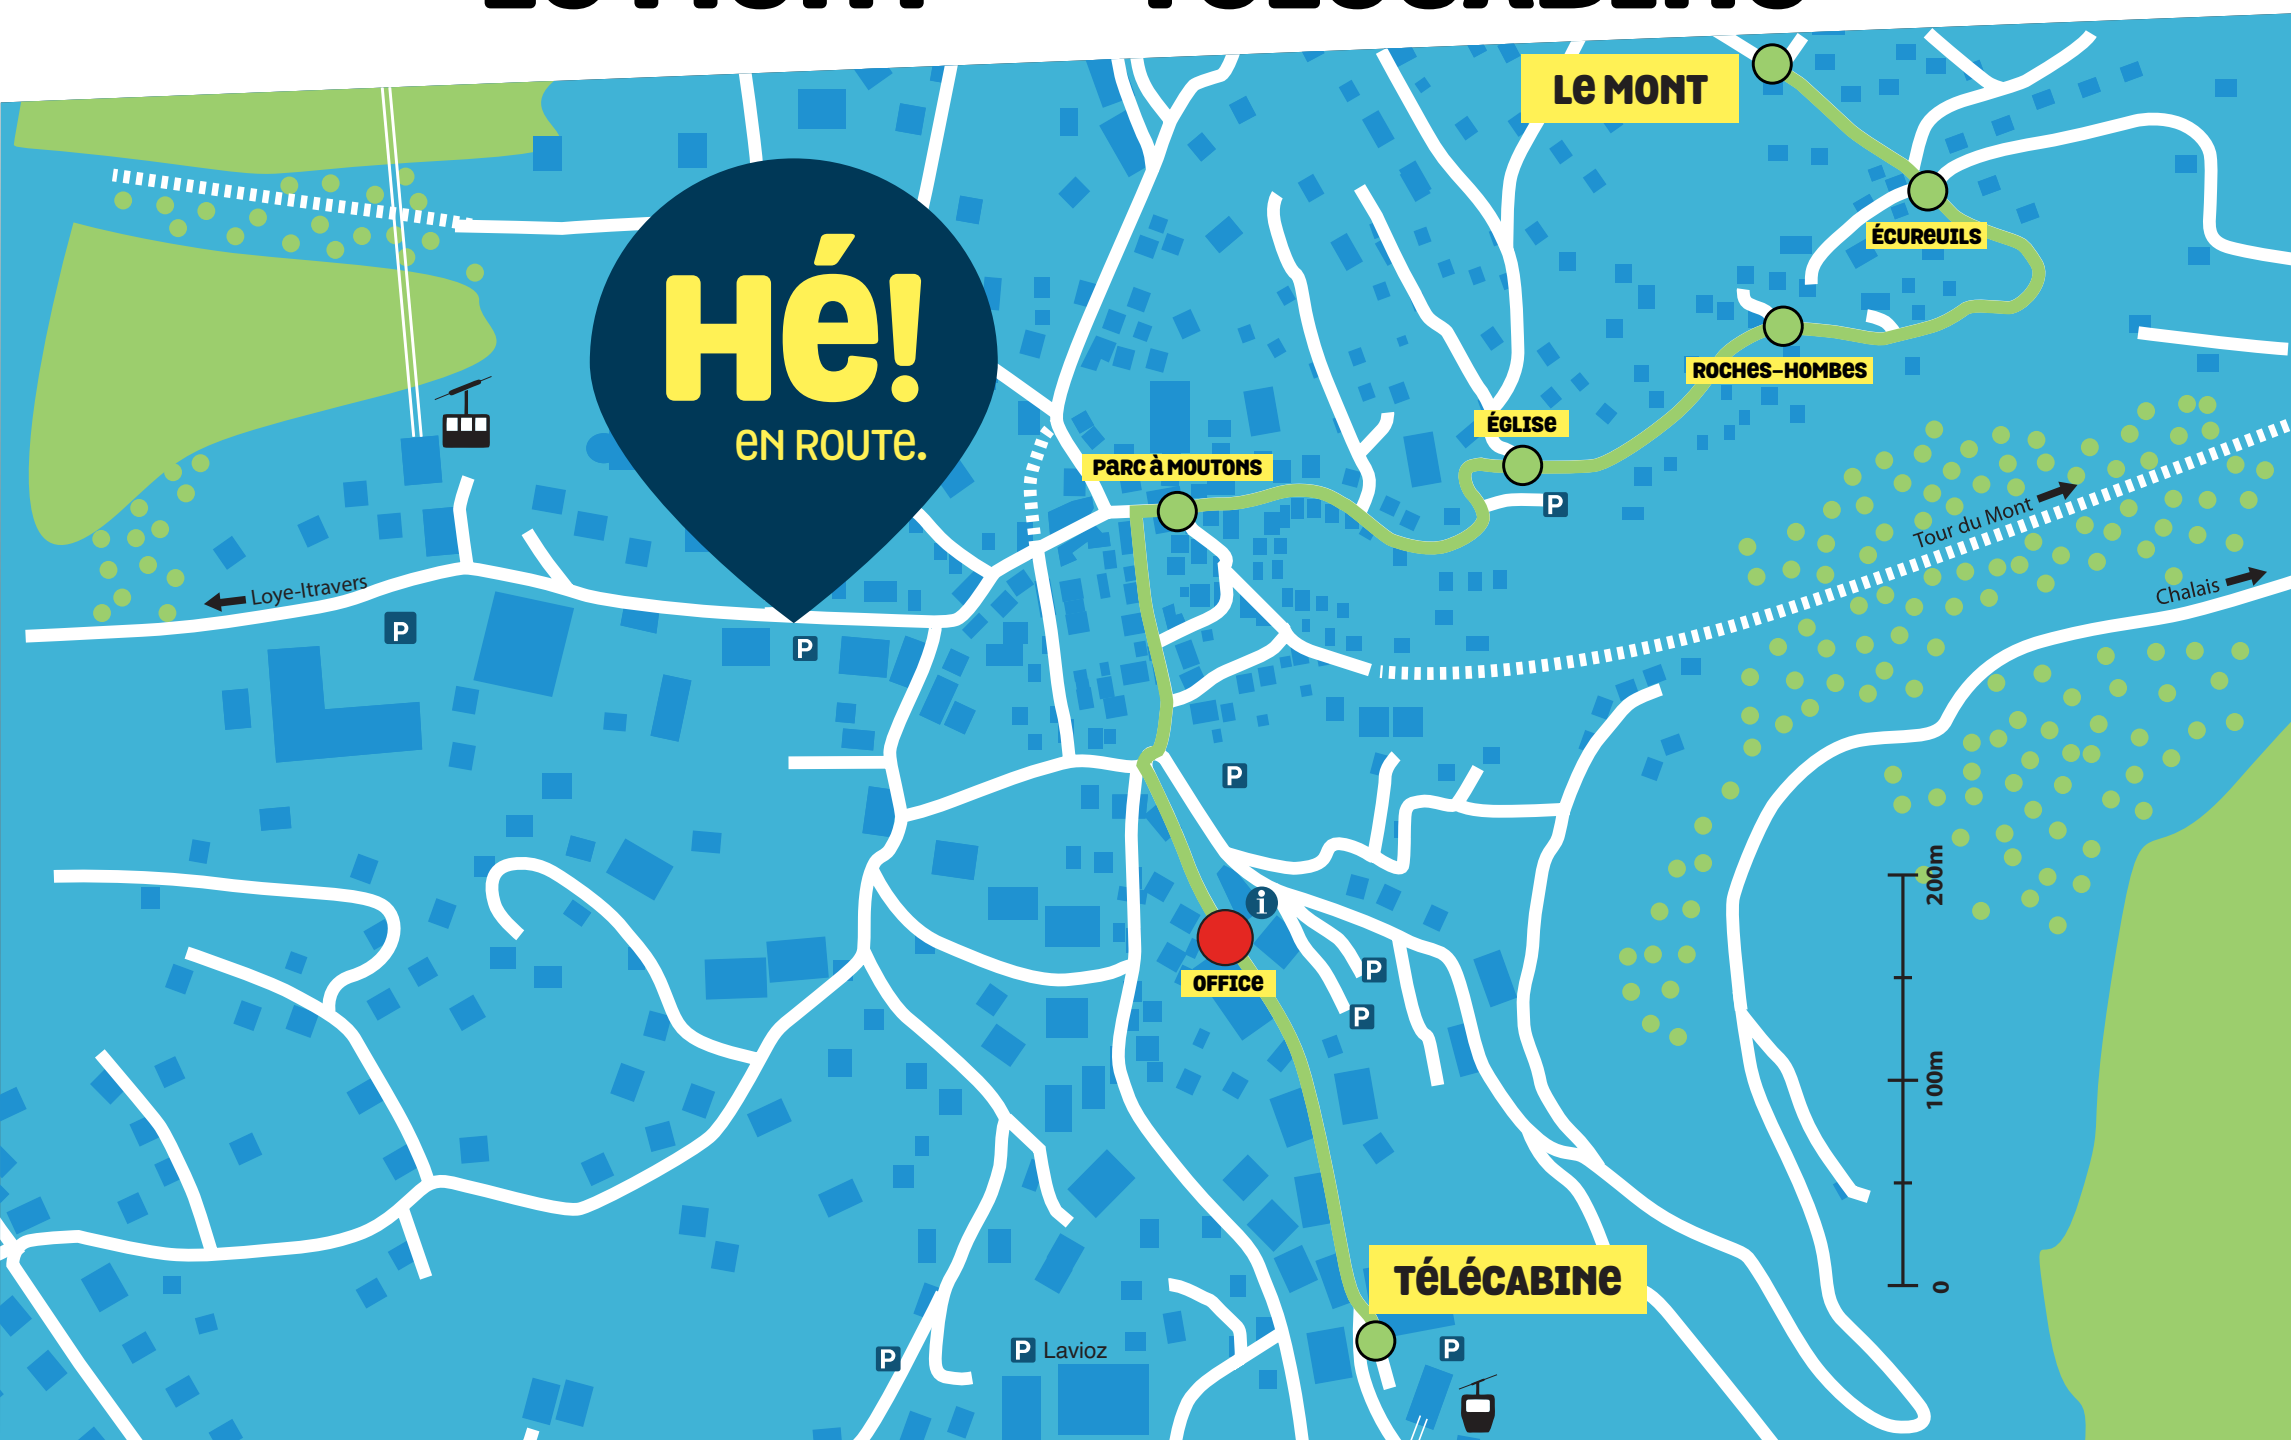 Le MONT
ÉCUREUILS
Hé!
EN ROUTE.
ROCHES-HOMBES
ÉGLISE
PARC À MOUTONS
P
Tour du Mont
Chalais
Loye-Itravers
P
P
P
200m
i
OFFICE
P
P
100m
TÉLÉCABINE
0
P
P
P Lavioz